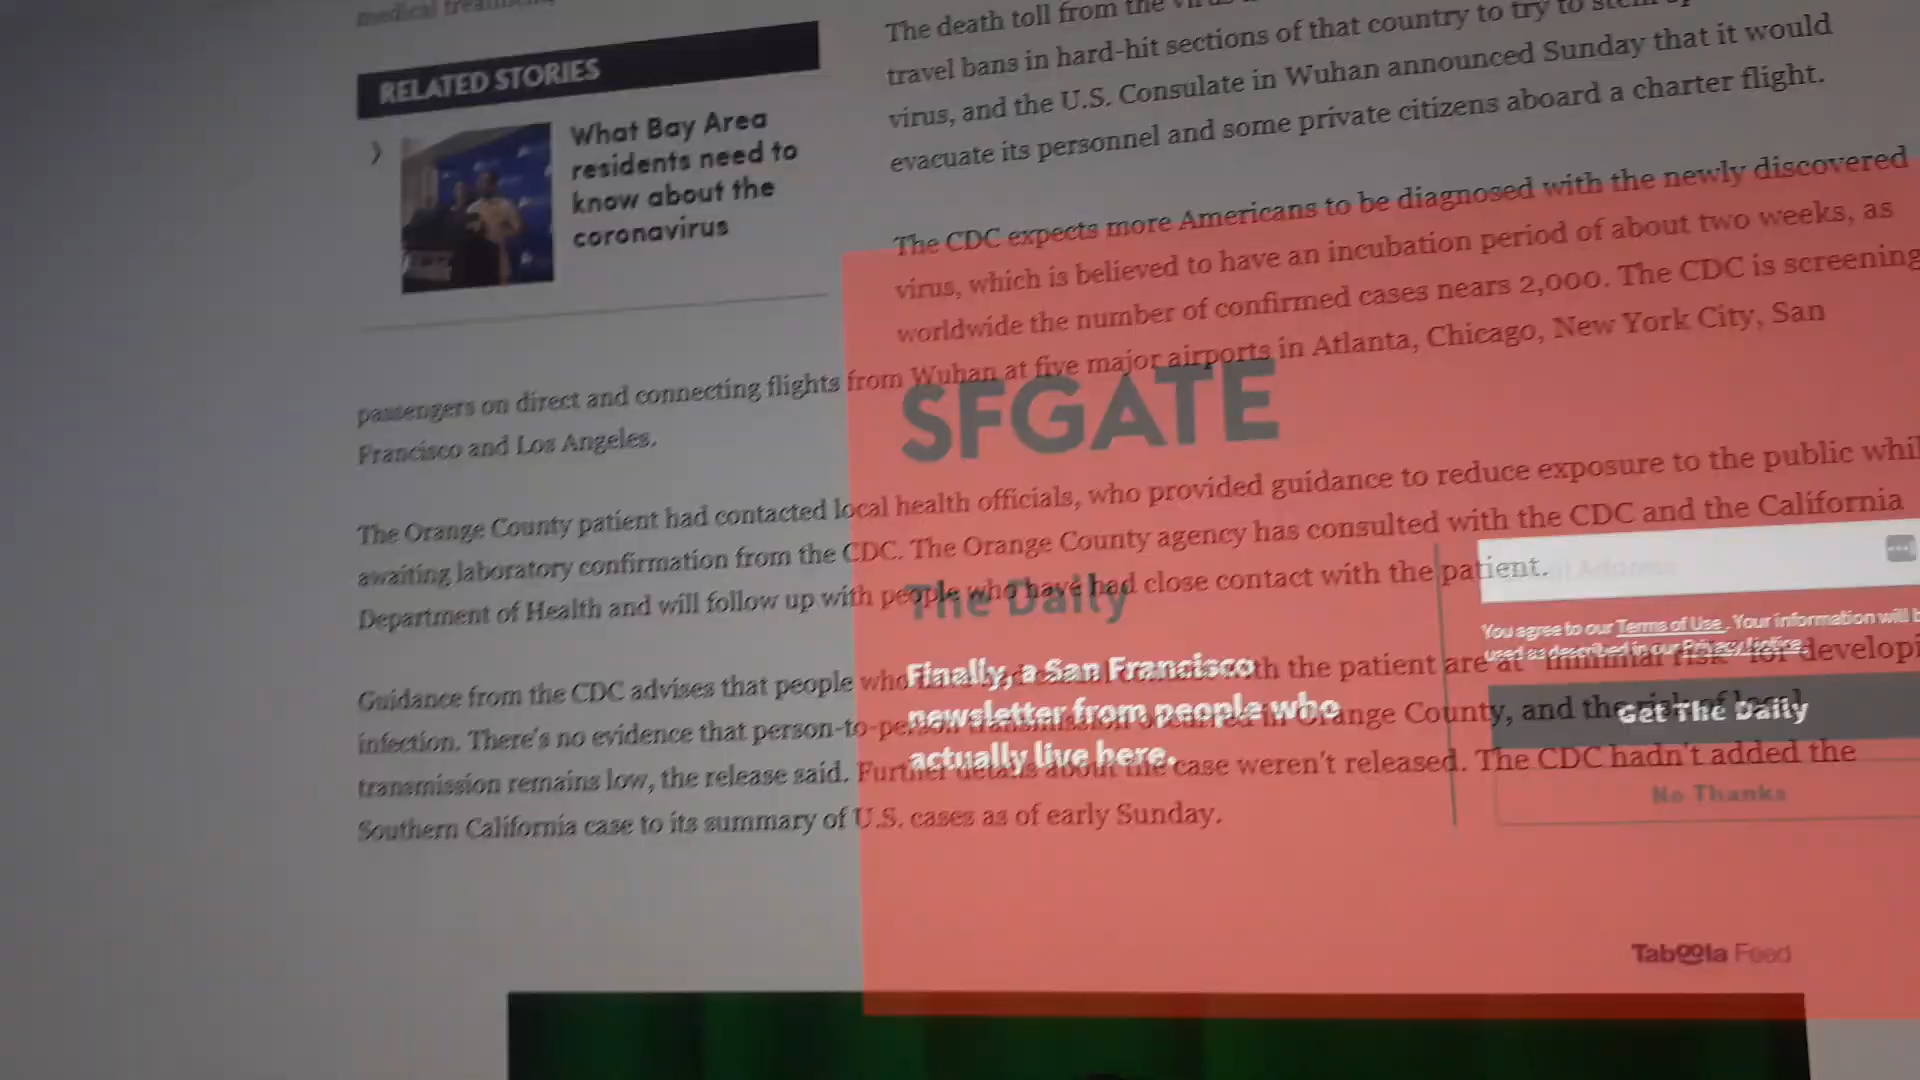 medical
RELATED STORIES
What Bay Area
residents need to
know about the
coronavirus
The death toll from the
travel bans in hard-hit sections of that country to try to
virus, and the U.S. Consulate in Wuhan announced Sunday that it would
evacuate its personnel and some private citizens aboard a charter flight.
The CDC expects more Americans to be diagnosed with the newly discovered
virus, which is believed to have an incubation period of about two weeks, as
worldwide the number of confirmed cases nears 2,000. The CDC is screening
passengers on direct and connecting flights from Wuhan at five major airports in Atlanta, Chicago, New York City, San
Francisco and Los Angeles.
The Orange County patient had contacted local health officials, who provided guidance to reduce exposure to the public
awaiting laboratory confirmation from the CDC. The Orange County agency has consulted with the CDC and the California
Department of Health and will follow up with people who have had close contact with the patient.
Guidance from the CDC advises that people who with the patient are at
infection. There's no evidence that person-to-person Orange County, and the risk of local
transmission remains low, the release said. Further details about the case weren't released. The CDC hadn't added the
Southern California case to its summary of U.S. cases as of early Sunday.
SFGATE
The Daily
Finally, a San Francisco
newsletter from people who
actually live here.
You agree to our Terms of Use. Your information will
used as described in our Privacy Notice.
Get The Daily
No Thanks
Taboola Feed